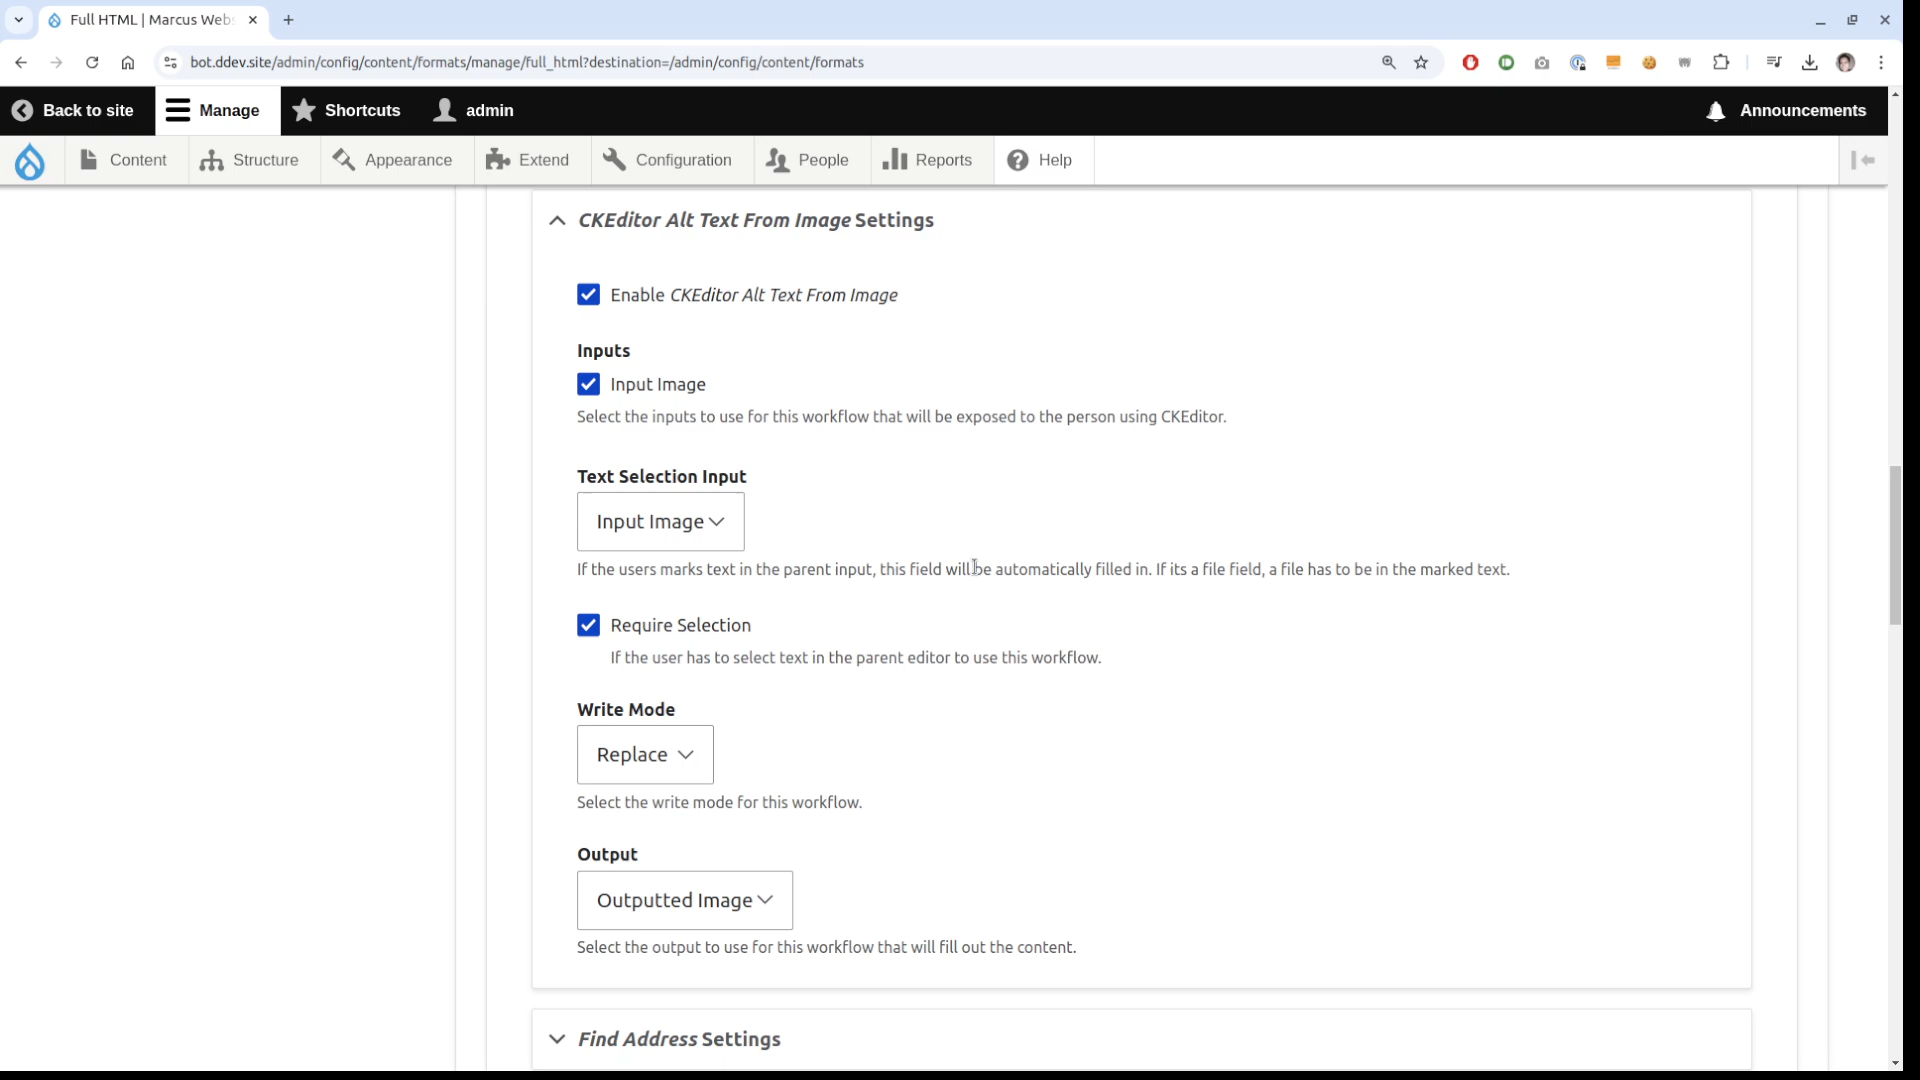 Full HTML | Marcus Webs
bot.ddev.site/admin/config/content/formats/manage/full_html?destination=/admin/config/content/formats
Back to site
Manage
Shortcuts
admin
Announcements
Content
Structure
Appearance
Extend
Configuration
People
Reports
Help
CKEditor Alt Text From Image Settings
Enable CKEditor Alt Text From Image
Inputs
Input Image
Select the inputs to use for this workflow that will be exposed to the person using CKEditor.
Text Selection Input
Input Image
If the users marks text in the parent input, this field will be automatically filled in. If its a file field, a file has to be in the marked text.
Require Selection
If the user has to select text in the parent editor to use this workflow.
Write Mode
Replace
Select the write mode for this workflow.
Output
Outputted Image
Select the output to use for this workflow that will fill out the content.
Find Address Settings